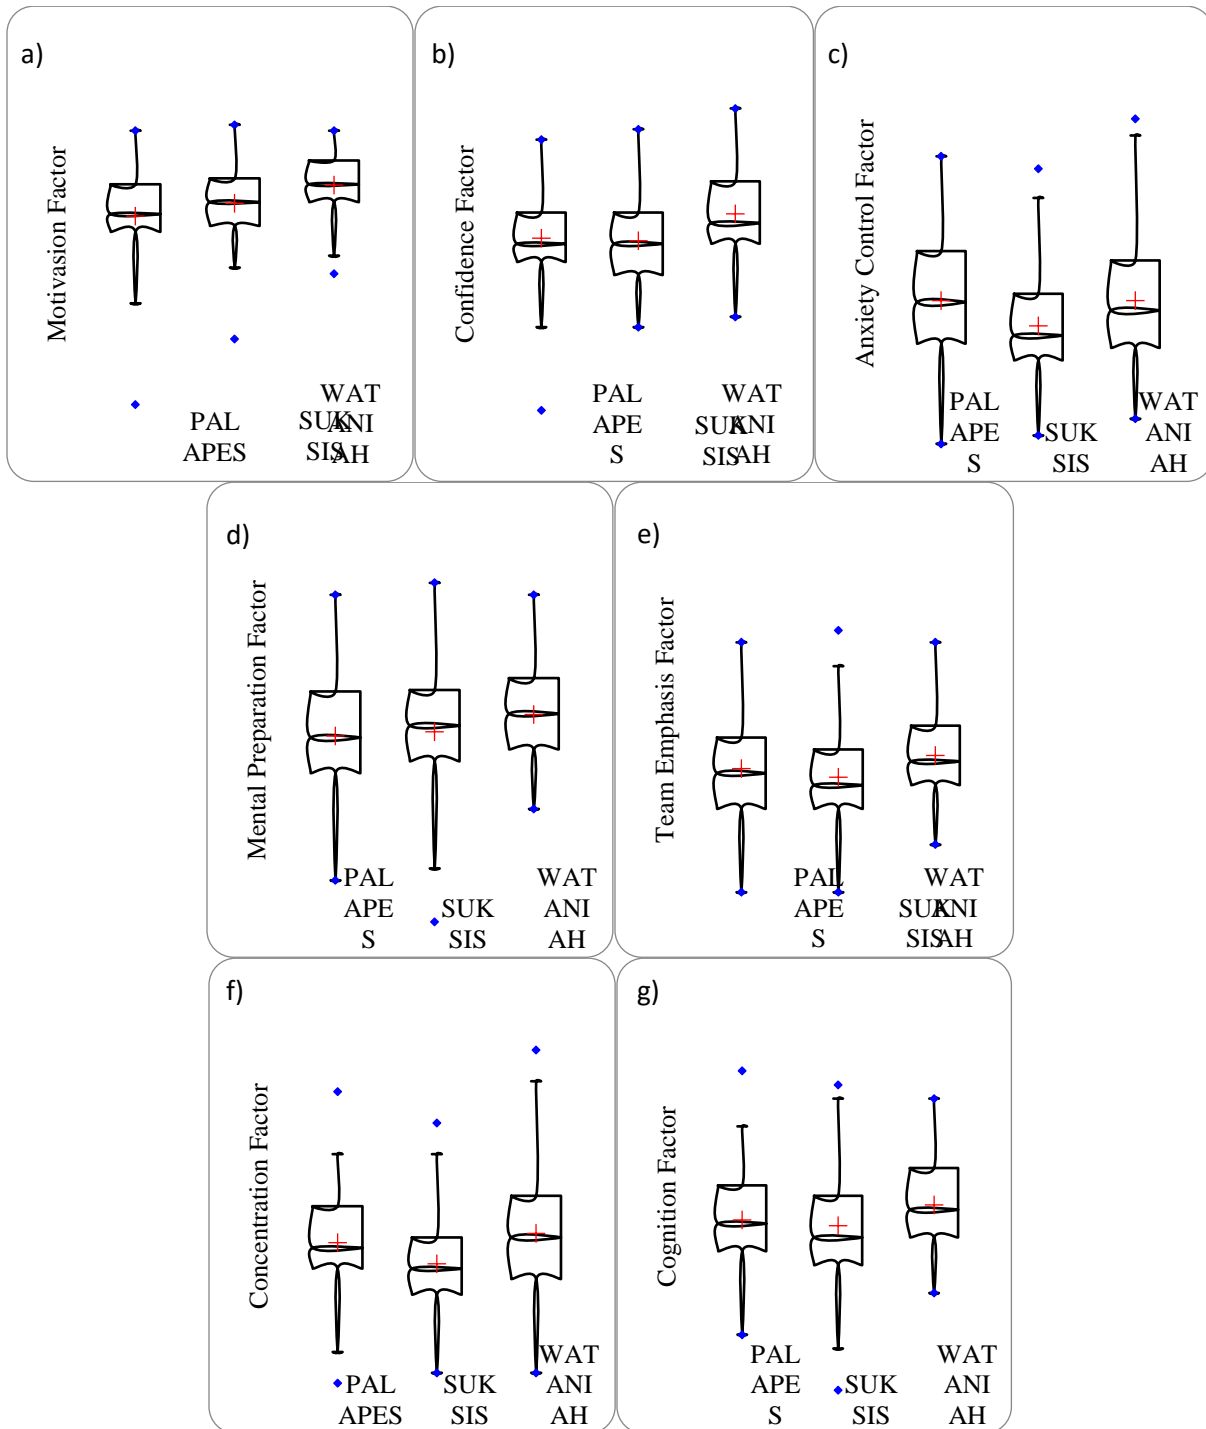 a)
Motivasion Factor
PAL
APES
SUK
SIS
WAT
ANI
AH
b)
Confidence Factor
PAL
APE
S
SUK
SIS
WAT
ANI
AH
c)
Anxiety Control Factor
PAL
APE
S
SUK
SIS
WAT
ANI
AH
d)
Mental Preparation Factor
PAL
APE
S
SUK
SIS
WAT
ANI
AH
e)
Team Emphasis Factor
PAL
APE
S
SUK
SIS
WAT
ANI
AH
f)
Concentration Factor
PAL
APES
SUK
SIS
WAT
ANI
AH
g)
Cognition Factor
PAL
APE
S
SUK
SIS
WAT
ANI
AH